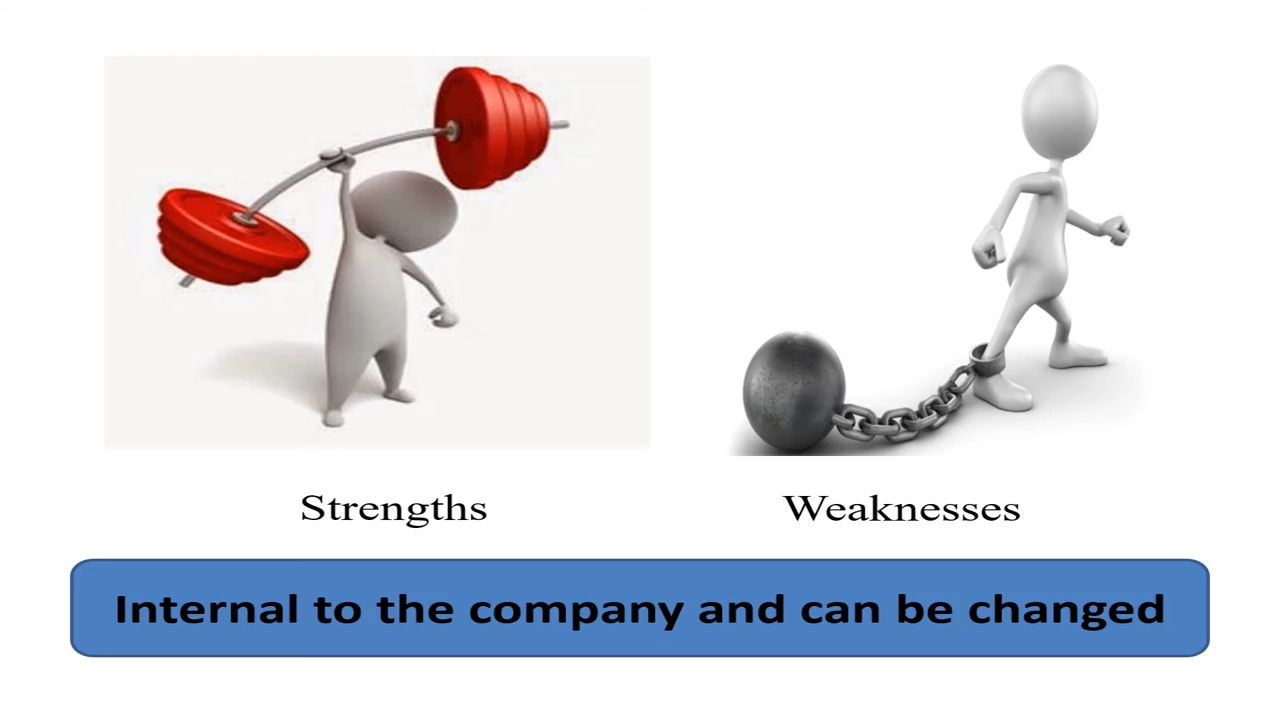 Strengths
Weaknesses
Internal to the company and can be changed